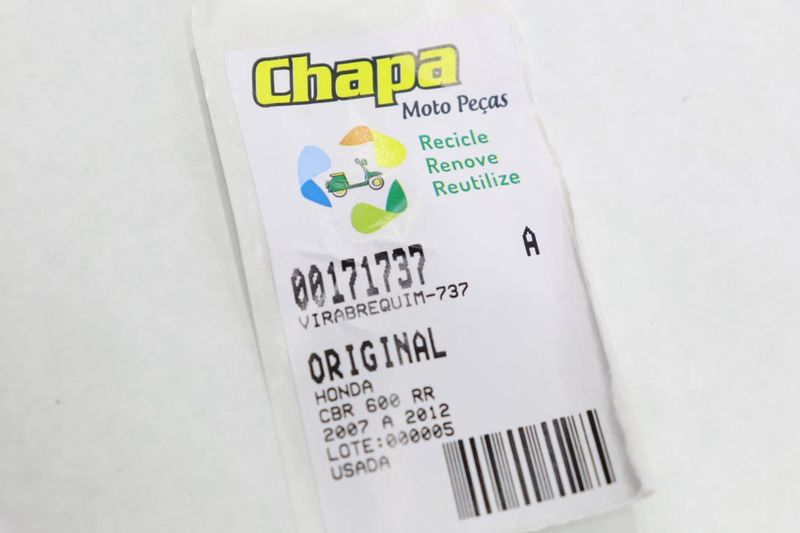 Chapa
Moto Peças
Recicle
Renove
Reutilize
A
00171737
VIRABREQUIM-737
ORIGINAL
HONDA
CBR 600 RR
2007 A 2012
LOTE:000005
USADA